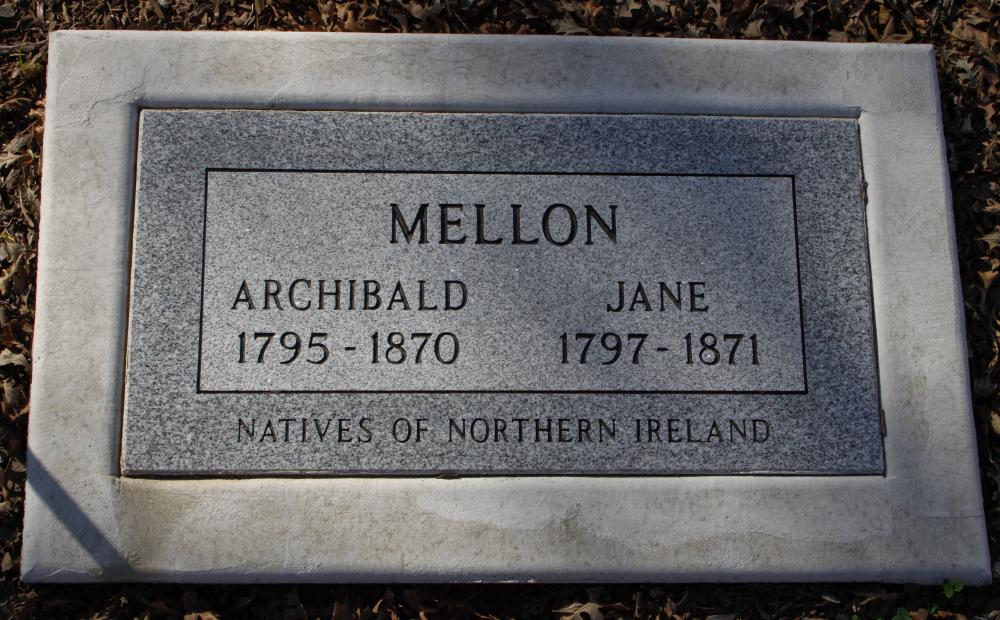 MELLON
ARCHIBALD JANE
1795 - 1870 1797 - 1871
NATIVES OF NORTHERN IRELAND